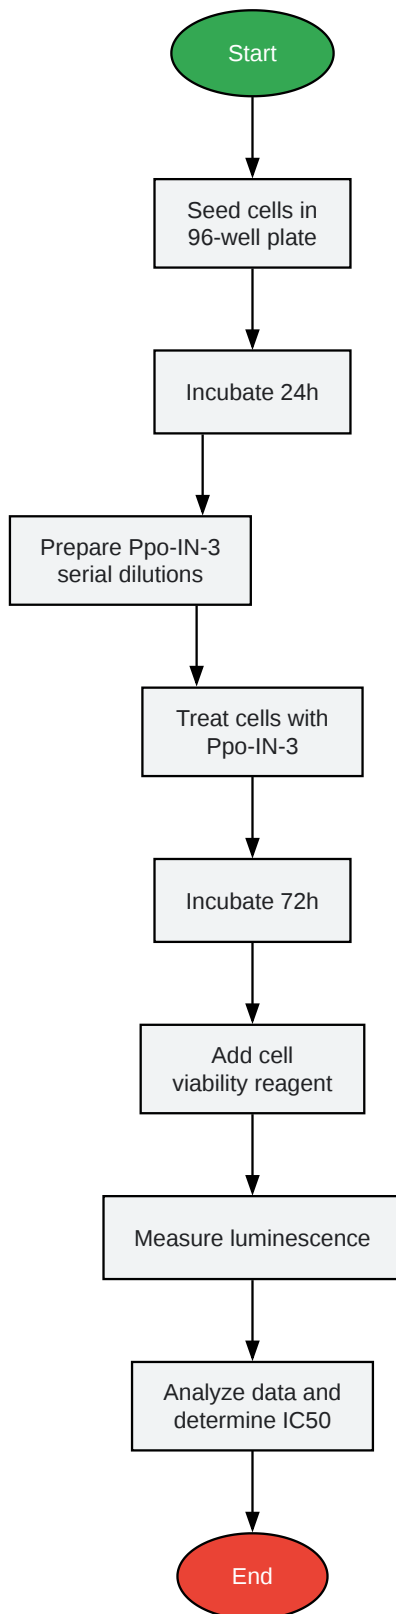 Start
Seed cells in
96-well plate
Incubate 24h
Prepare Ppo-IN-3
serial dilutions
Treat cells with
Ppo-IN-3
Incubate 72h
Add cell
viability reagent
Measure luminescence
Analyze data and
determine IC50
End